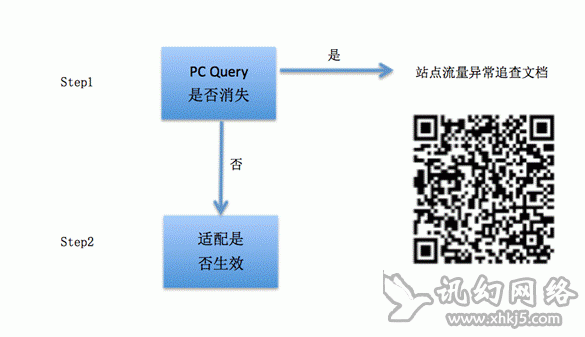 Step1
PC Query
是否消失
是
站点流量异常追查文档
否
Step2
适配是
否生效
讯幻网络
www.xhkj5.com